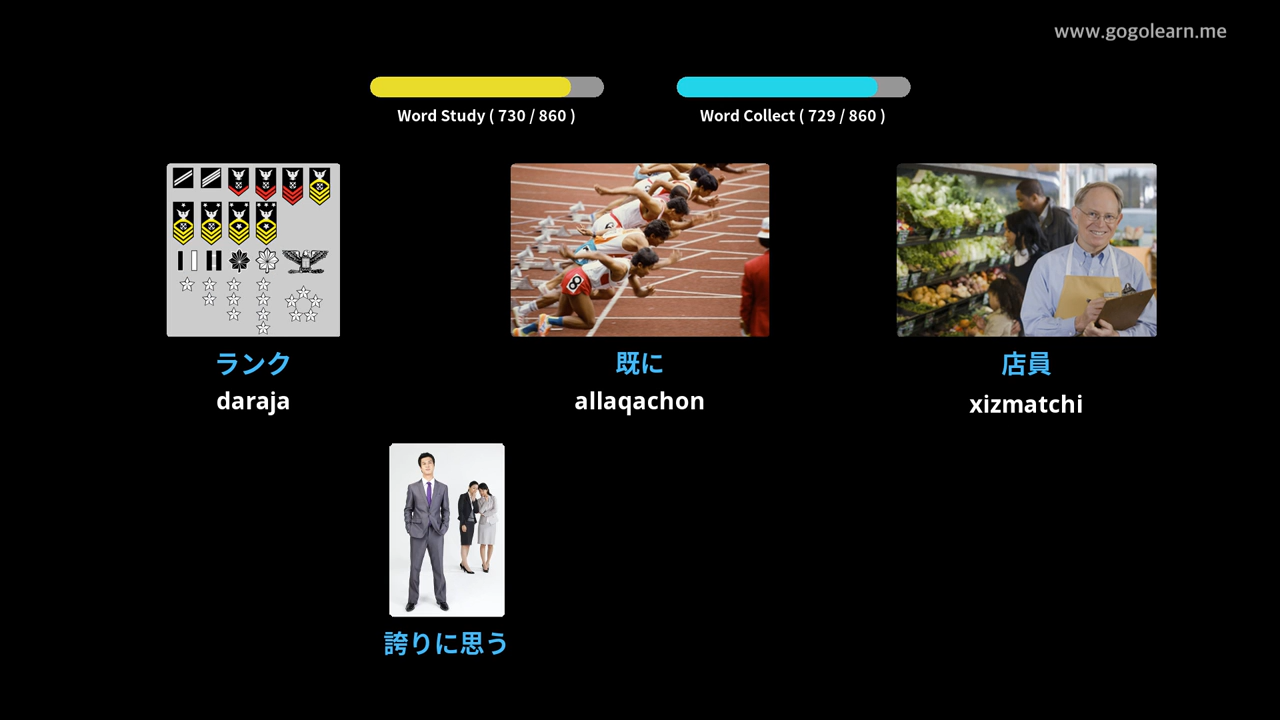 www.gogolearn.me
Word Study ( 730 / 860 )
Word Collect ( 729 / 860 )
ランク
既に
店員
daraja
allaqachon
xizmatchi
誇りに思う